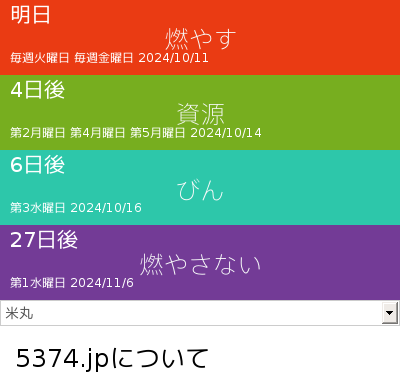 明日
燃やす
毎週火曜日 毎週金曜日 2024/10/11
4日後
資源
第2月曜日 第4月曜日 第5月曜日 2024/10/14
6日後
びん
第3水曜日 2024/10/16
27日後
燃やさない
第1水曜日 2024/11/6
米丸
5374.jpについて